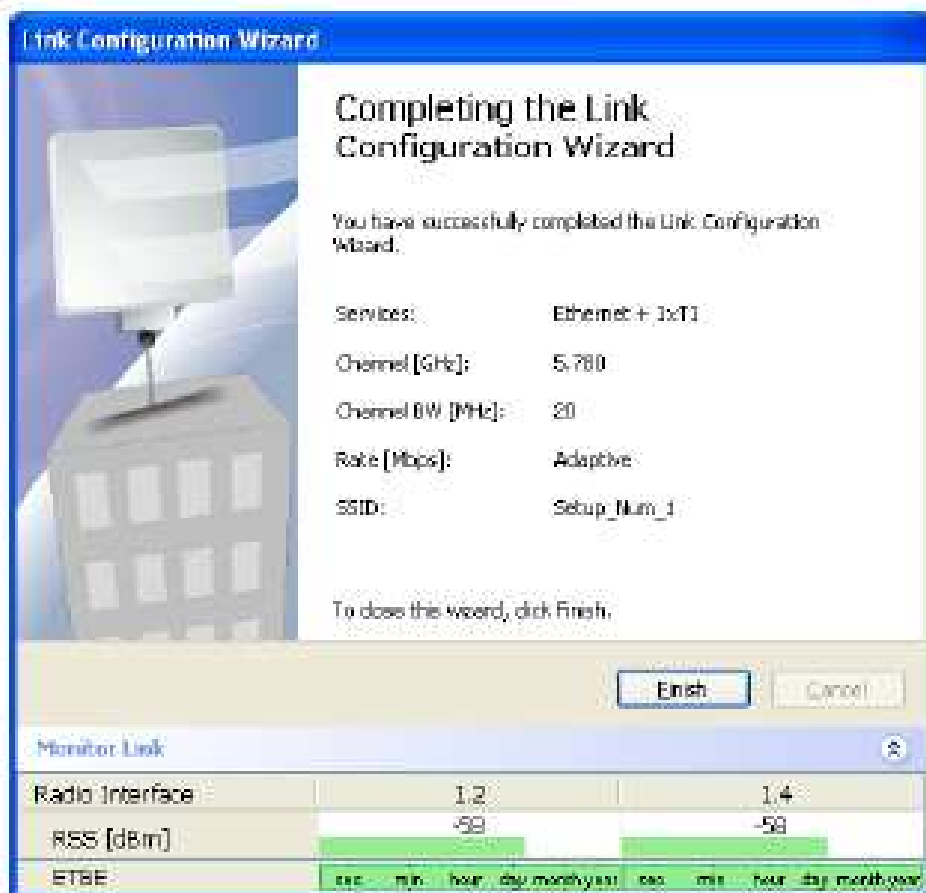 Link Configuration Wizard
Completing the Link
Configuration Wizard
You have successfully completed the Link Configuration
Wizard.
Services: Ethernet + 1xT1
Channel [GHz]: 5.780
Channel BW [MHz]: 20
Rate [Mbps]: Adaptive
SSID: Setup_Num_1
To close the wizard, click Finish.
Finish Cancel
Monitor Link
Radio Interface 1.2 1.4
RSS [dBm] -58 -58
ETBE sec min hour day month year sec min hour day month year